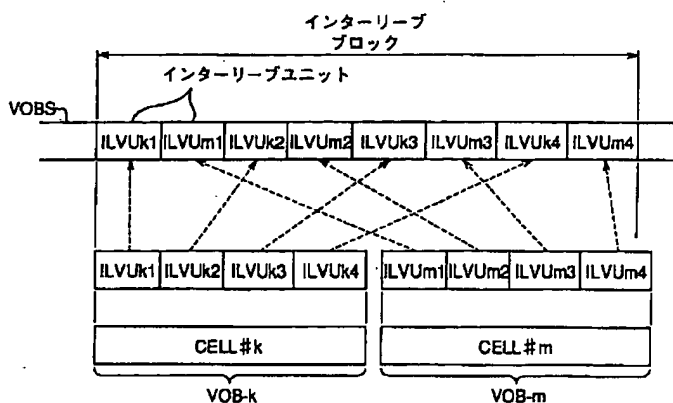 インターリーブ
ブロック
インターリーブユニット
VOBS
ILVUk1 ILVUm1 ILVUk2 ILVUm2 ILVUk3 ILVUm3 ILVUk4 ILVUm4
ILVUk1 ILVUk2 ILVUk3 ILVUk4 ILVUm1 ILVUm2 ILVUm3 ILVUm4
CELL#k CELL#m
VOB-k VOB-m